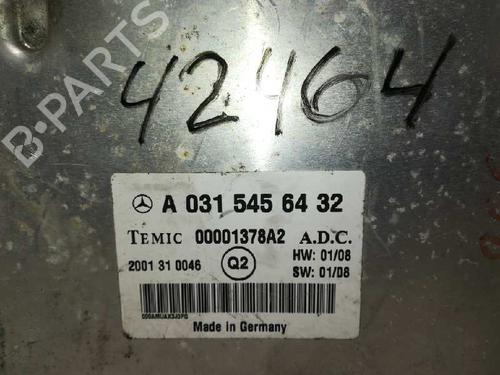 B-PARTS
42464
A 031 545 64 32
TEMIC 00001378A2 A.D.C.
HW: 01/08
2001 31 0046 Q2
SW: 01/08
Made in Germany